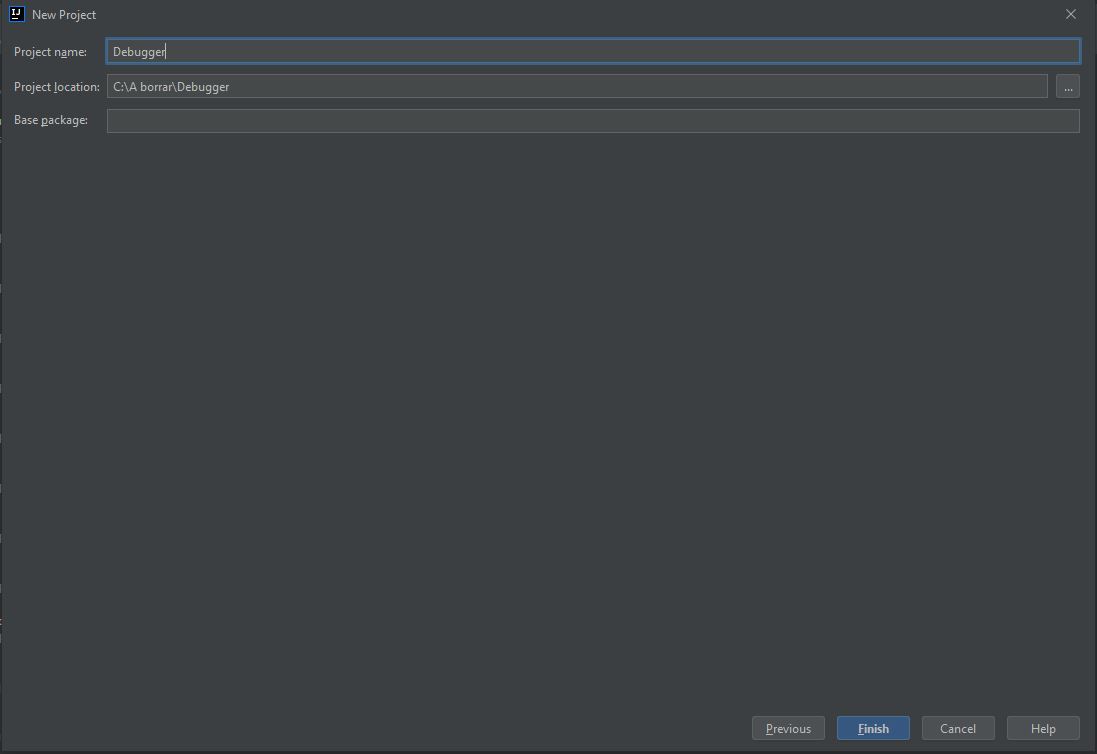 IJ New Project
Project name: Debugger
Project location: C:\A borrar\Debugger ...
Base package:
Previous Finish Cancel Help